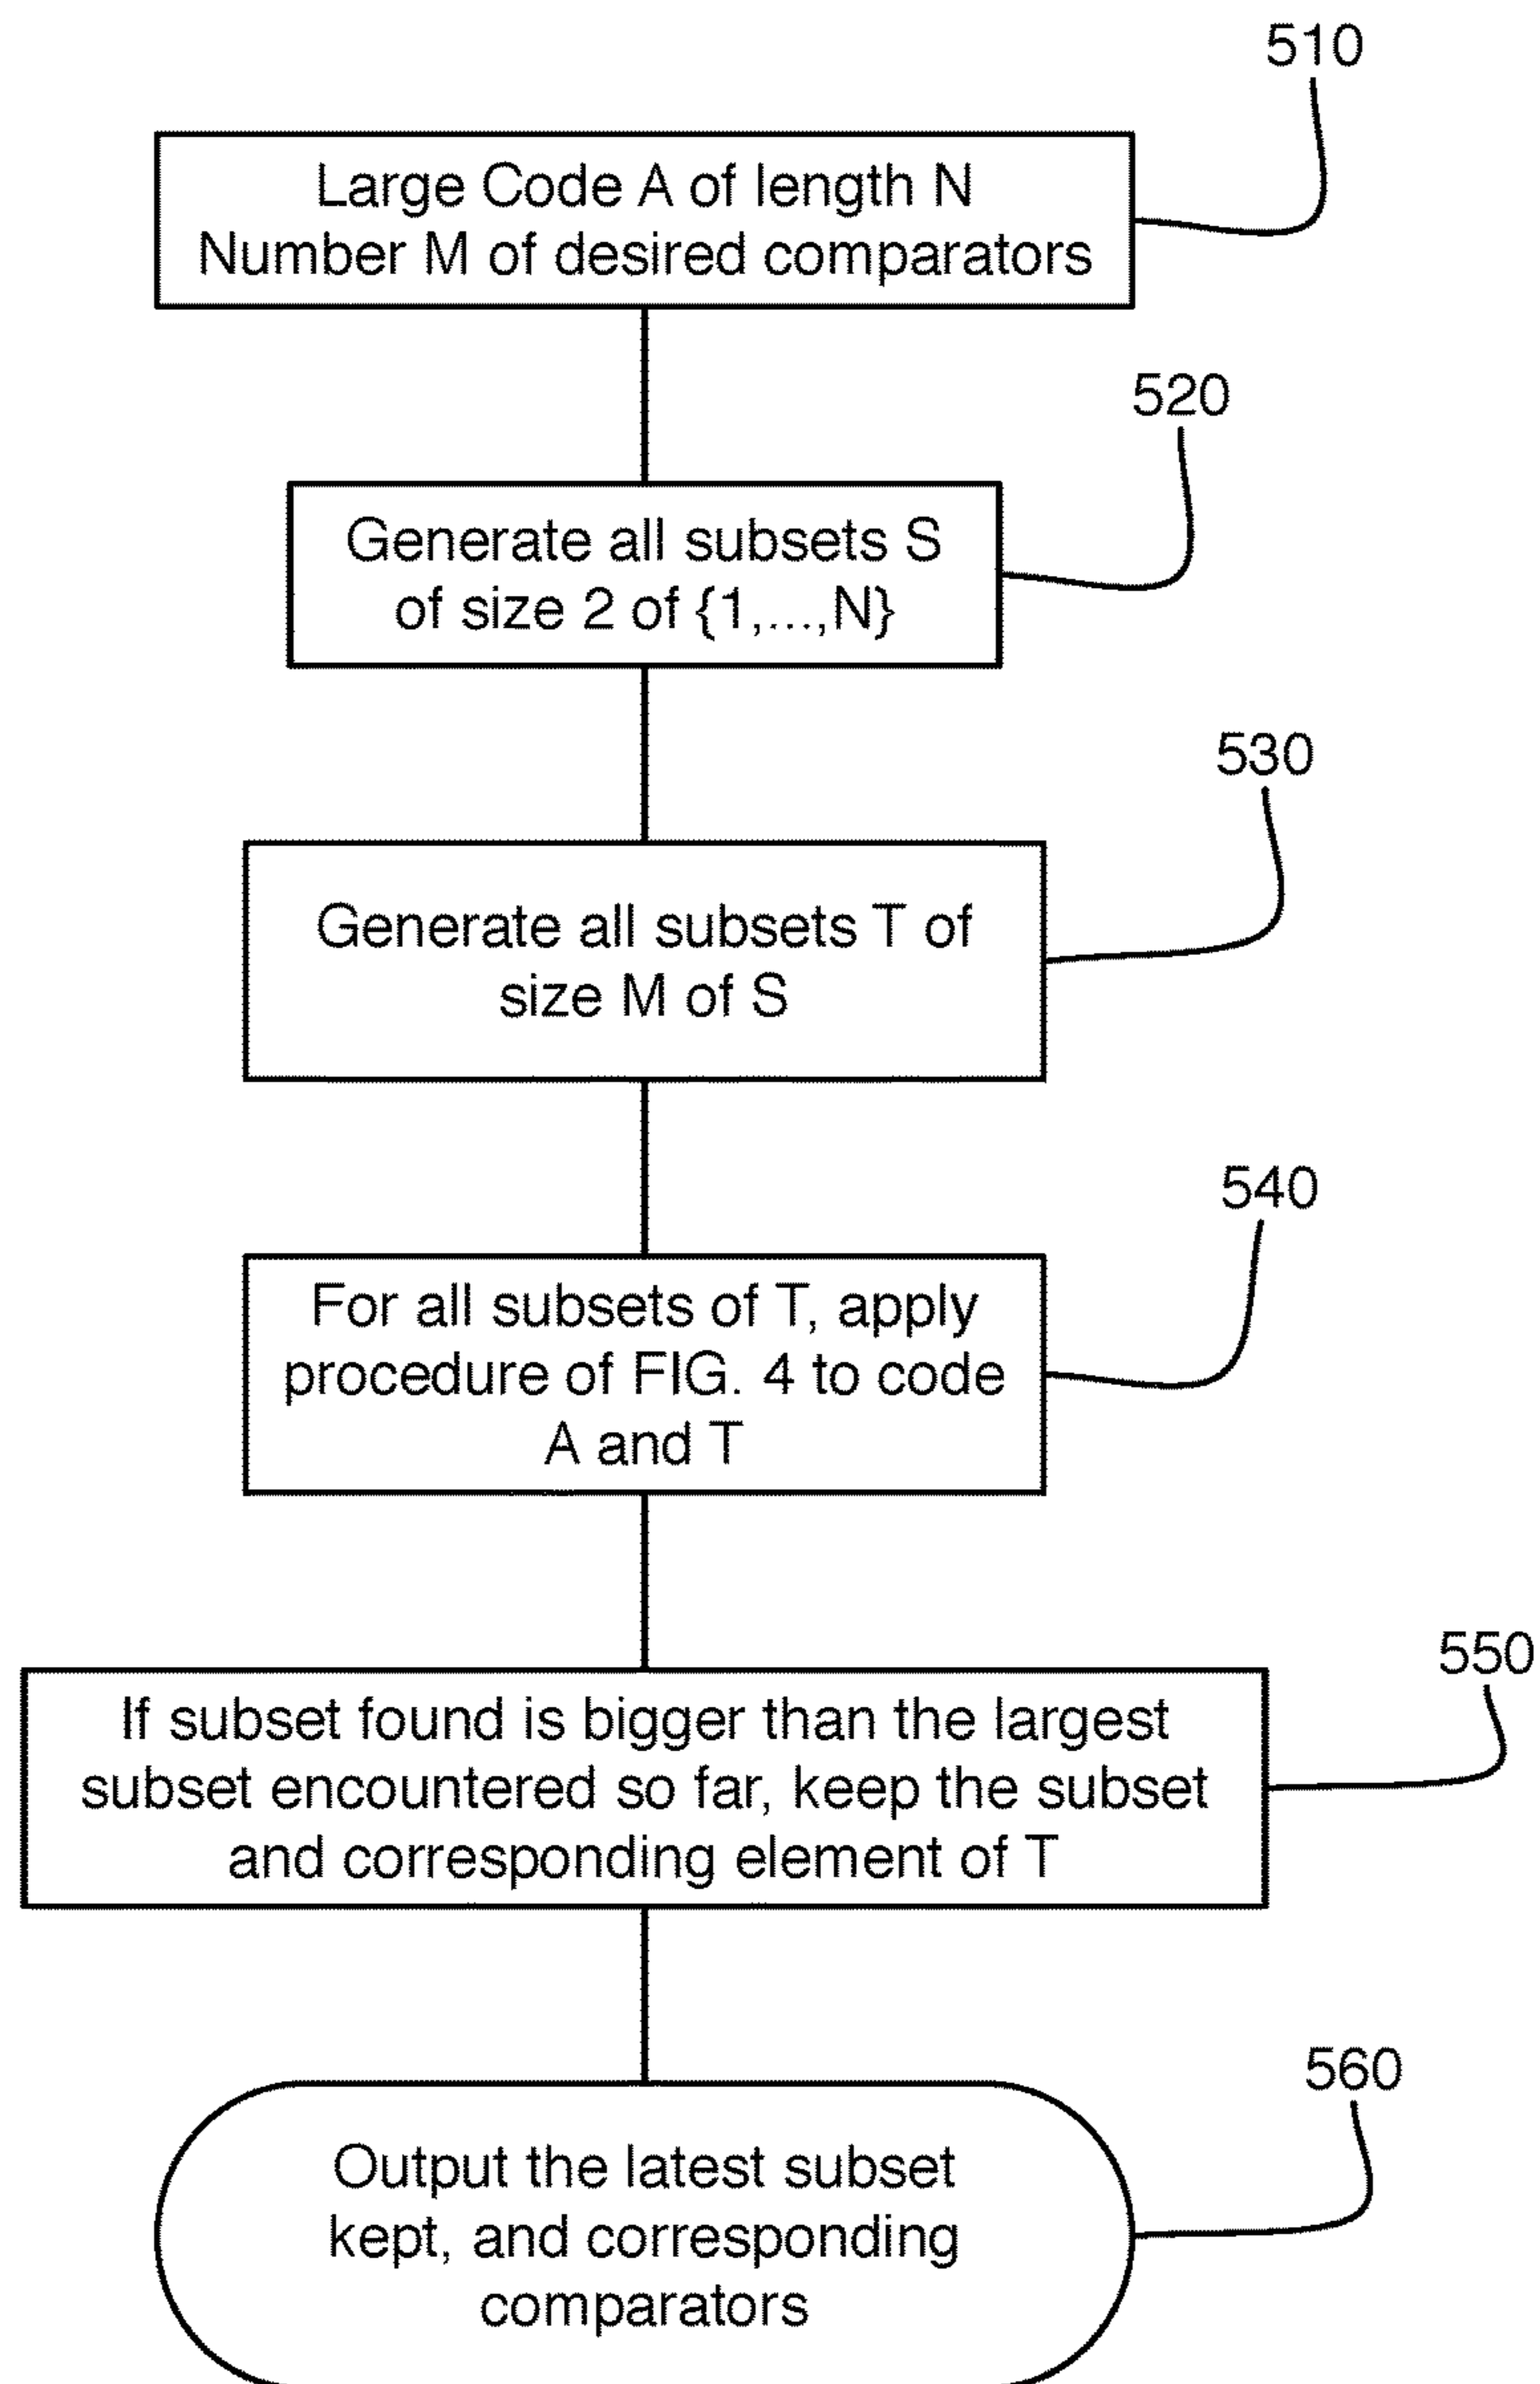 510
Large Code A of length N
Number M of desired comparators
520
Generate all subsets S
of size 2 of {1,...,N}
530
Generate all subsets T of
size M of S
540
For all subsets of T, apply
procedure of FIG. 4 to code
A and T
550
If subset found is bigger than the largest
subset encountered so far, keep the subset
and corresponding element of T
560
Output the latest subset
kept, and corresponding
comparators